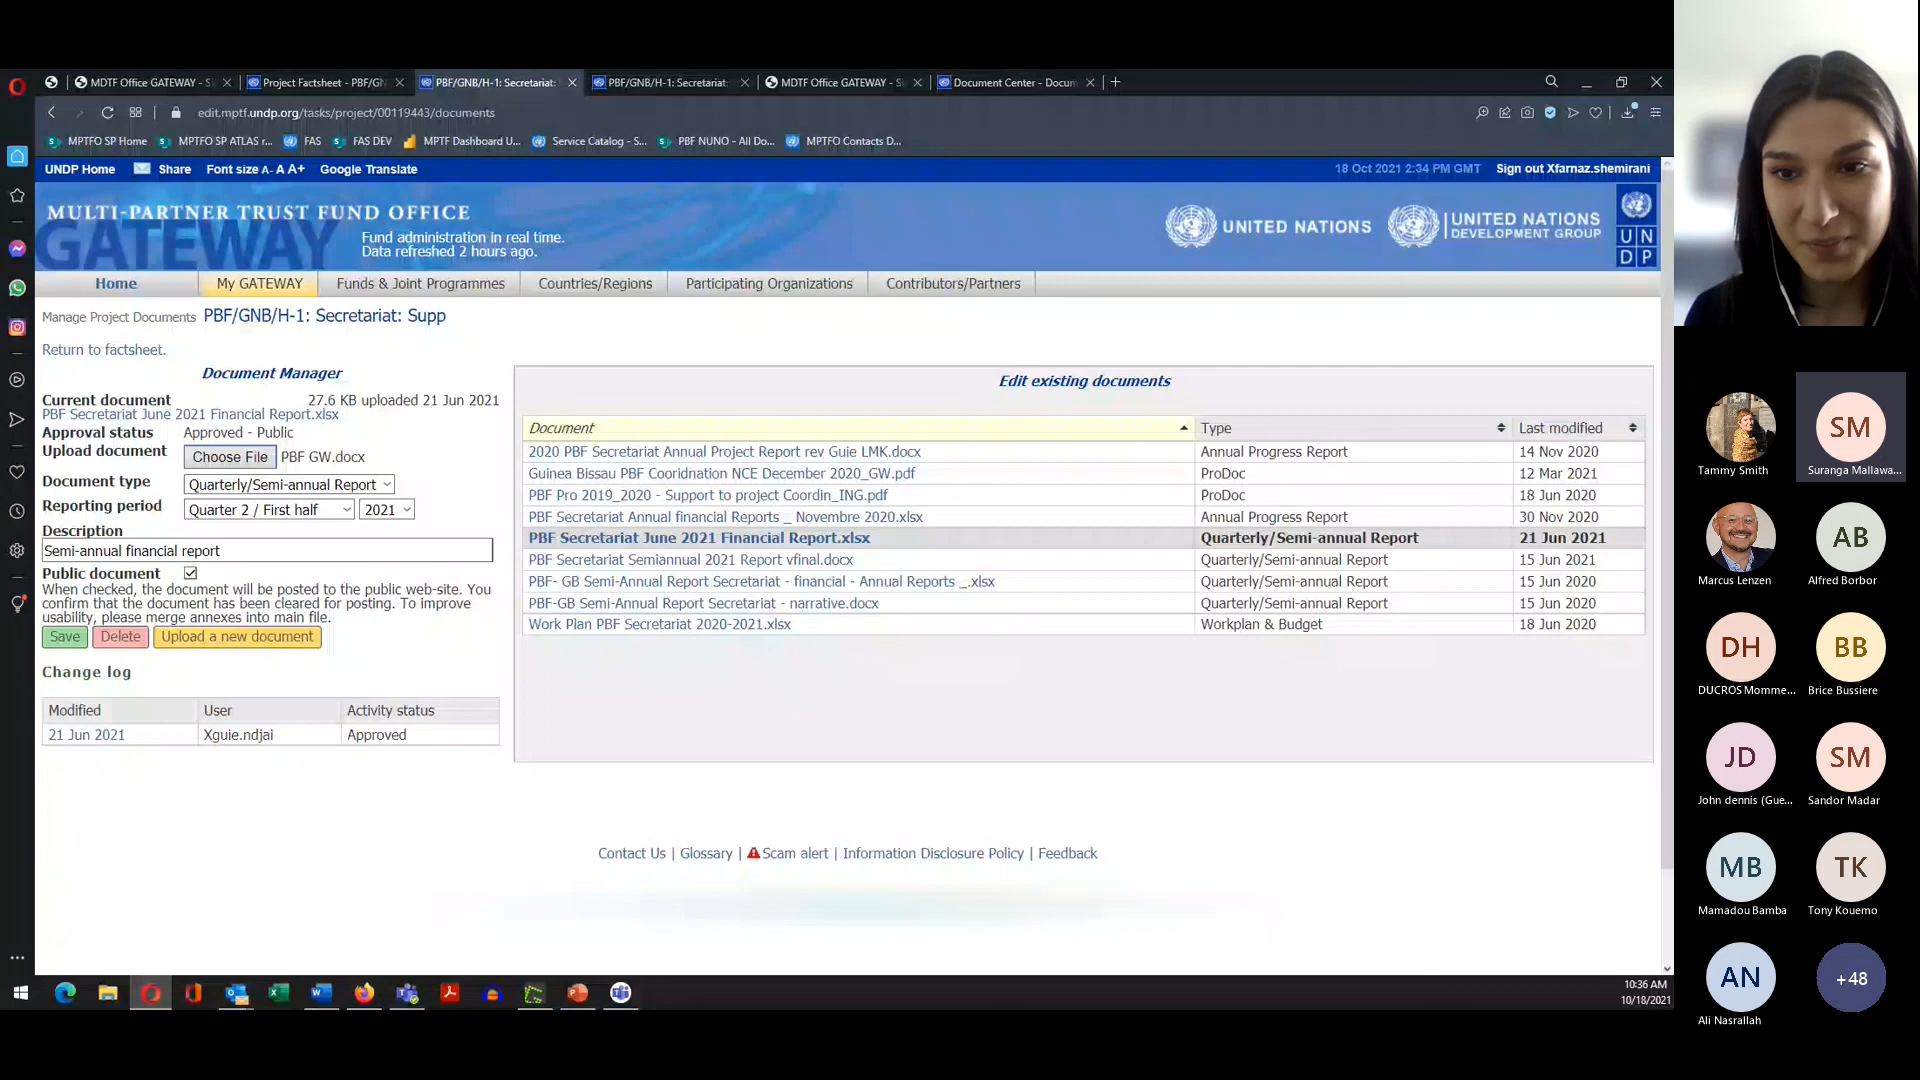 MDTF Office GATEWAY - S
Project Factsheet - PBF/GN
PBF/GNB/H-1: Secretariat:
PBF/GNB/H-1: Secretariat:
MDTF Office GATEWAY - S
Document Center - Docum
edit.mptf.undp.org/tasks/project/00119443/documents
MPTFO SP Home
MPTFO SP ATLAS r...
FAS
FAS DEV
MPTF Dashboard U...
Service Catalog - S...
PBF NUNO - All Do...
MPTFO Contacts D...
UNDP Home
Share
Font size A- A A+
Google Translate
18 Oct 2021 2:34 PM GMT
Sign out Xfarnaz.shemirani
MULTI-PARTNER TRUST FUND OFFICE
GATEWAY
Fund administration in real time.
Data refreshed 2 hours ago.
UNITED NATIONS
UNITED NATIONS
DEVELOPMENT GROUP
U N
D P
Home
My GATEWAY
Funds & Joint Programmes
Countries/Regions
Participating Organizations
Contributors/Partners
Manage Project Documents PBF/GNB/H-1: Secretariat: Supp
Return to factsheet.
Document Manager
Current document 27.6 KB uploaded 21 Jun 2021
PBF Secretariat June 2021 Financial Report.xlsx
Approval status Approved - Public
Upload document Choose File PBF GW.docx
Document type Quarterly/Semi-annual Report
Reporting period Quarter 2 / First half 2021
Description
Semi-annual financial report
Public document
When checked, the document will be posted to the public web-site. You
confirm that the document has been cleared for posting. To improve
usability, please merge annexes into main file.
Save Delete Upload a new document
Change log
Modified User Activity status
21 Jun 2021 Xguie.ndjai Approved
Edit existing documents
Document Type Last modified
2020 PBF Secretariat Annual Project Report rev Guie LMK.docx Annual Progress Report 14 Nov 2020
Guinea Bissau PBF Cooridnation NCE December 2020_GW.pdf ProDoc 12 Mar 2021
PBF Pro 2019_2020 - Support to project Coordin_ING.pdf ProDoc 18 Jun 2020
PBF Secretariat Annual financial Reports _ Novembre 2020.xlsx Annual Progress Report 30 Nov 2020
PBF Secretariat June 2021 Financial Report.xlsx Quarterly/Semi-annual Report 21 Jun 2021
PBF Secretariat Semiannual 2021 Report vfinal.docx Quarterly/Semi-annual Report 15 Jun 2021
PBF- GB Semi-Annual Report Secretariat - financial - Annual Reports _.xlsx Quarterly/Semi-annual Report 15 Jun 2020
PBF-GB Semi-Annual Report Secretariat - narrative.docx Quarterly/Semi-annual Report 15 Jun 2020
Work Plan PBF Secretariat 2020-2021.xlsx Workplan & Budget 18 Jun 2020
Contact Us | Glossary | Scam alert | Information Disclosure Policy | Feedback
10:36 AM
10/18/2021
SM
Tammy Smith
Suranga Mallawa...
AB
Marcus Lenzen
Alfred Borbor
DH
BB
DUCROS Momme...
Brice Bussiere
JD
SM
John dennis (Gue...
Sandor Madar
MB
TK
Mamadou Bamba
Tony Kouemo
AN
+48
Ali Nasrallah